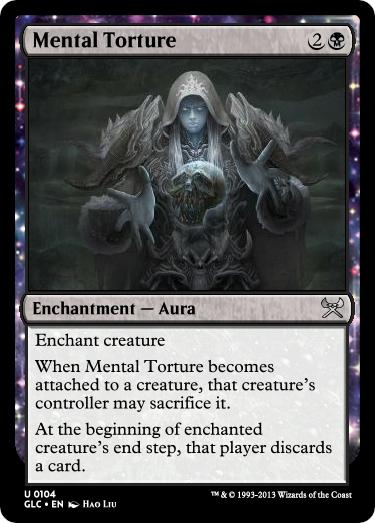 Mental Torture 2
Enchantment — Aura
Enchant creature
When Mental Torture becomes
attached to a creature, that creature's
controller may sacrifice it.
At the beginning of enchanted
creature's end step, that player discards
a card.
U 0104
GLC • EN Hao Liu
™ & © 1993-2013 Wizards of the Coast